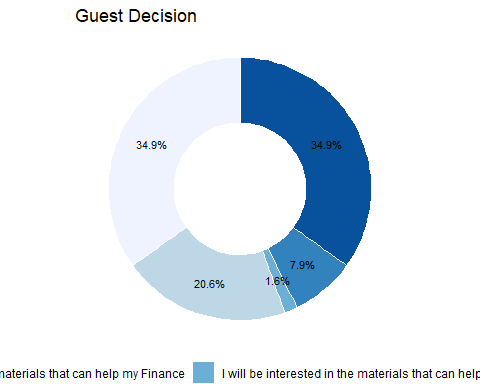 Guest Decision
34.9%
34.9%
7.9%
1.6%
20.6%
materials that can help my Finance
I will be interested in the materials that can help